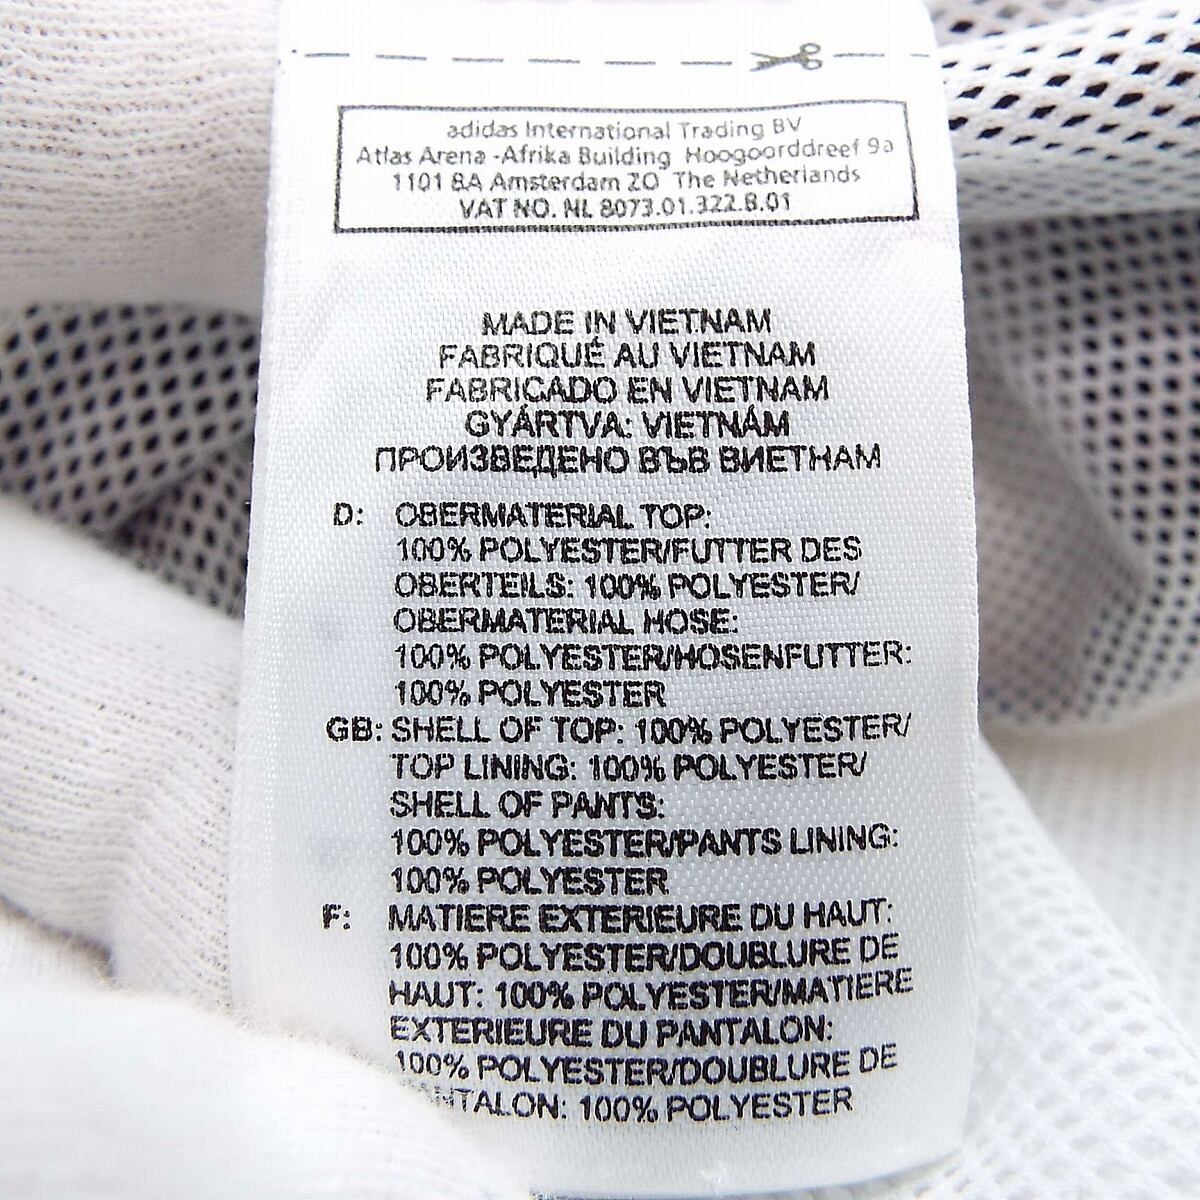 adidas International Trading BV
Atlas Arena -Afrika Building Hoogoorddreef 9a
1101 BA Amsterdam ZO The Netherlands
VAT NO. NL 8073.01.322.B.01
MADE IN VIETNAM
FABRIQUÉ AU VIETNAM
FABRICADO EN VIETNAM
GYÁRTVA: VIETNÁM
ПРОИЗВЕДЕНО ВЪВ ВИЕТНАМ
D: OBERMATERIAL TOP:
100% POLYESTER/FUTTER DES
OBERTEILS: 100% POLYESTER/
OBERMATERIAL HOSE:
100% POLYESTER/HOSENFUTTER:
100% POLYESTER
GB: SHELL OF TOP: 100% POLYESTER/
TOP LINING: 100% POLYESTER/
SHELL OF PANTS:
100% POLYESTER/PANTS LINING:
100% POLYESTER
F: MATIERE EXTERIEURE DU HAUT:
100% POLYESTER/DOUBLURE DE
HAUT: 100% POLYESTER/MATIERE
EXTERIEURE DU PANTALON:
100% POLYESTER/DOUBLURE DE
PANTALON: 100% POLYESTER